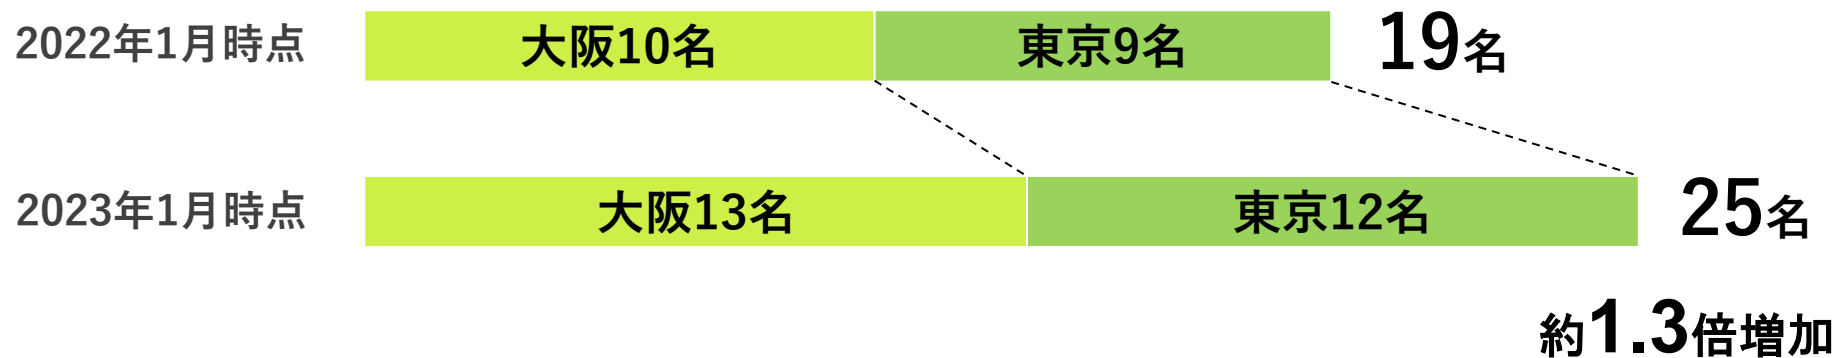 2022年1月時点 大阪10名 東京9名 19名
2023年1月時点 大阪13名 東京12名 25名
約1.3倍増加